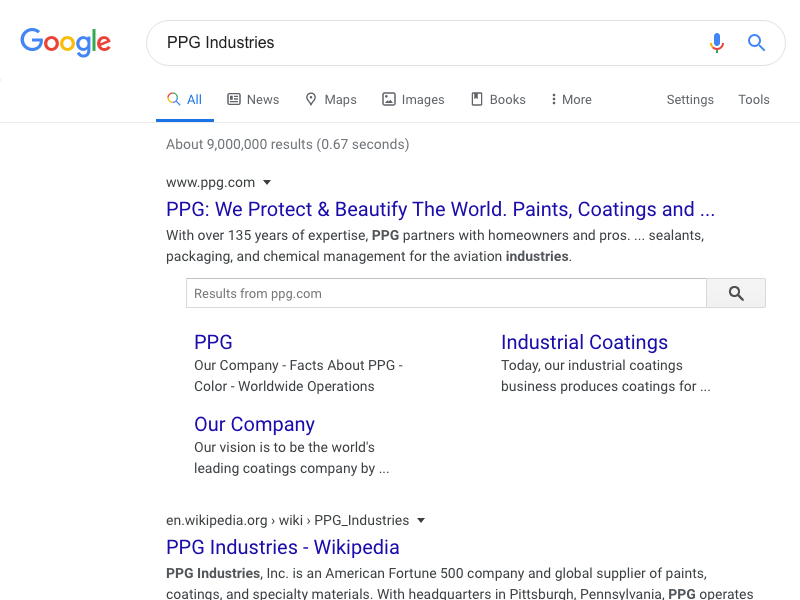 Google
PPG Industries
All News Maps Images Books More Settings Tools
About 9,000,000 results (0.67 seconds)
www.ppg.com
PPG: We Protect & Beautify The World. Paints, Coatings and ...
With over 135 years of expertise, PPG partners with homeowners and pros. ... sealants,
packaging, and chemical management for the aviation industries.
Results from ppg.com
PPG
Our Company - Facts About PPG -
Color - Worldwide Operations
Industrial Coatings
Today, our industrial coatings
business produces coatings for ...
Our Company
Our vision is to be the world's
leading coatings company by ...
en.wikipedia.org › wiki › PPG_Industries
PPG Industries - Wikipedia
PPG Industries, Inc. is an American Fortune 500 company and global supplier of paints,
coatings, and specialty materials. With headquarters in Pittsburgh, Pennsylvania, PPG operates